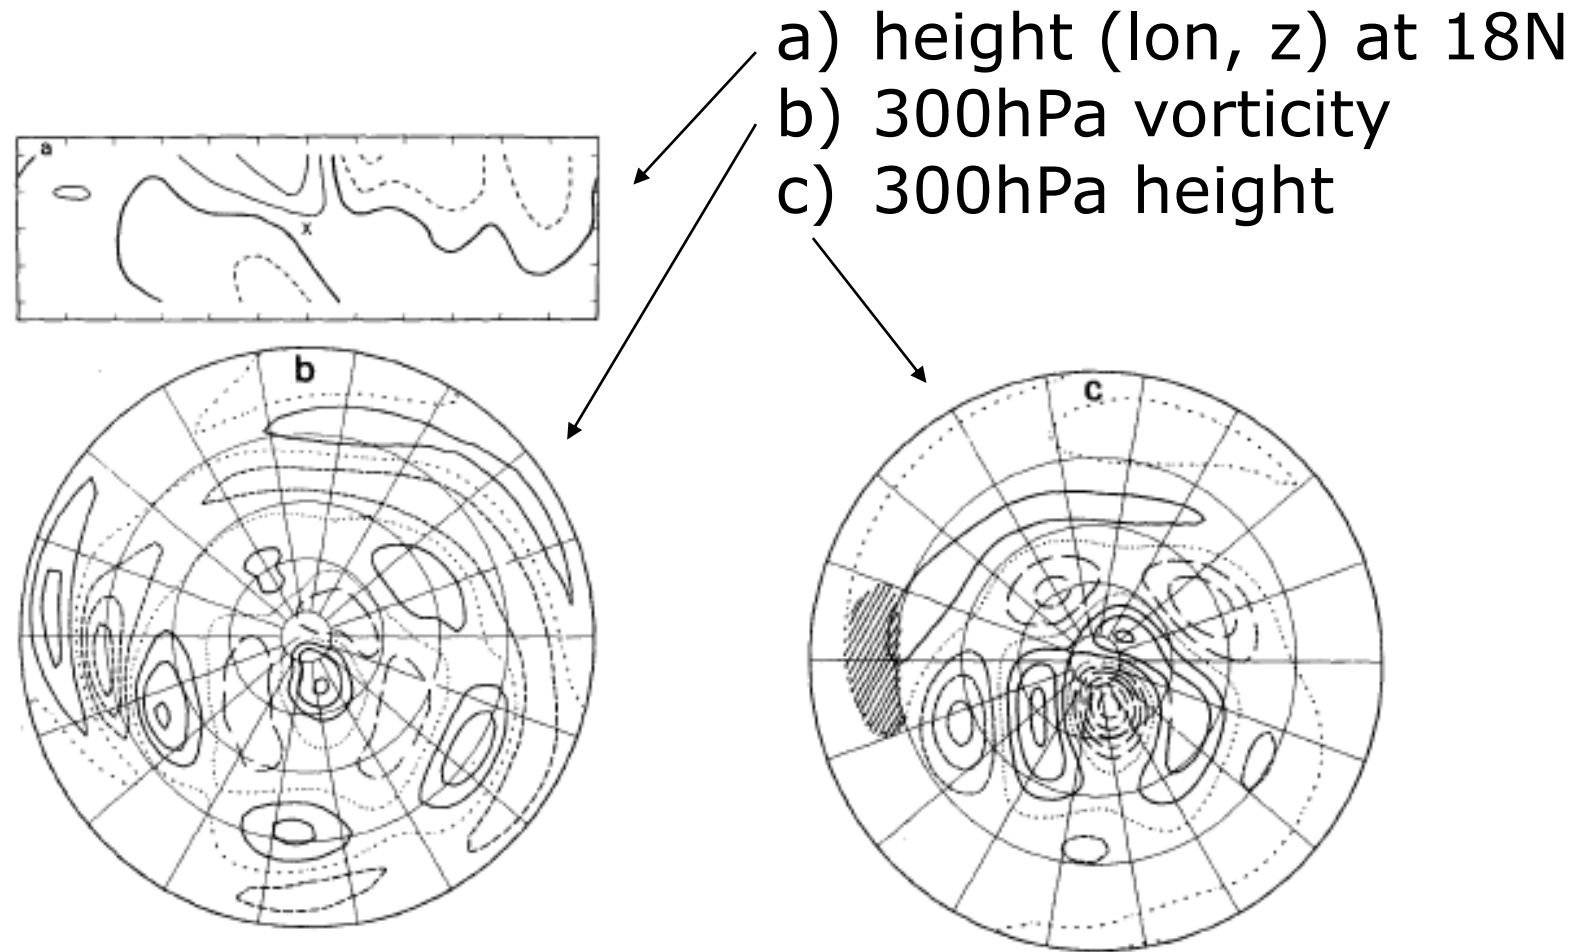 a) height (lon, z) at 18N
b) 300hPa vorticity
c) 300hPa height
a
x
b
c